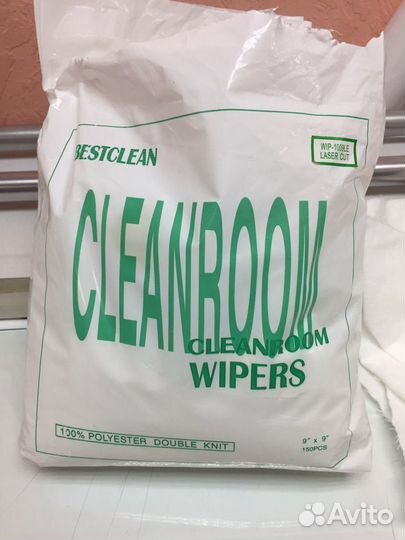 BESTCLEAN
WIP-1009LE
LASER CUT
CLEANROOM
CLEANROOM
WIPERS
100% POLYESTER DOUBLE KNIT
9" x 9"
150PCS
Avito